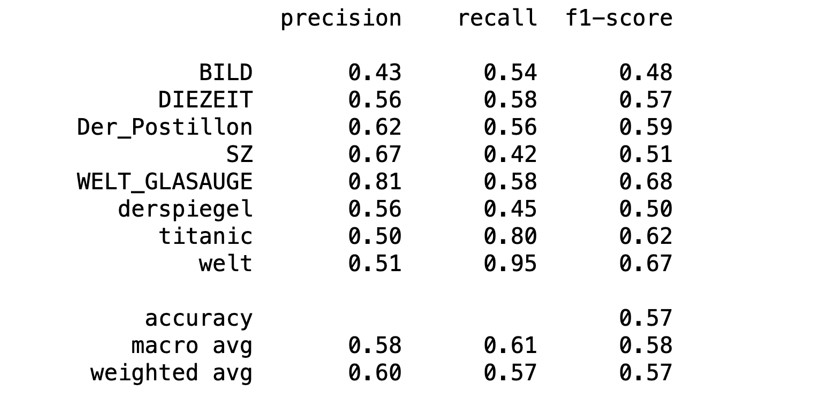 precision recall f1-score
BILD 0.43 0.54 0.48
DIEZEIT 0.56 0.58 0.57
Der_Postillon 0.62 0.56 0.59
SZ 0.67 0.42 0.51
WELT_GLASAUGE 0.81 0.58 0.68
derspiegel 0.56 0.45 0.50
titanic 0.50 0.80 0.62
welt 0.51 0.95 0.67
accuracy 0.57
macro avg 0.58 0.61 0.58
weighted avg 0.60 0.57 0.57